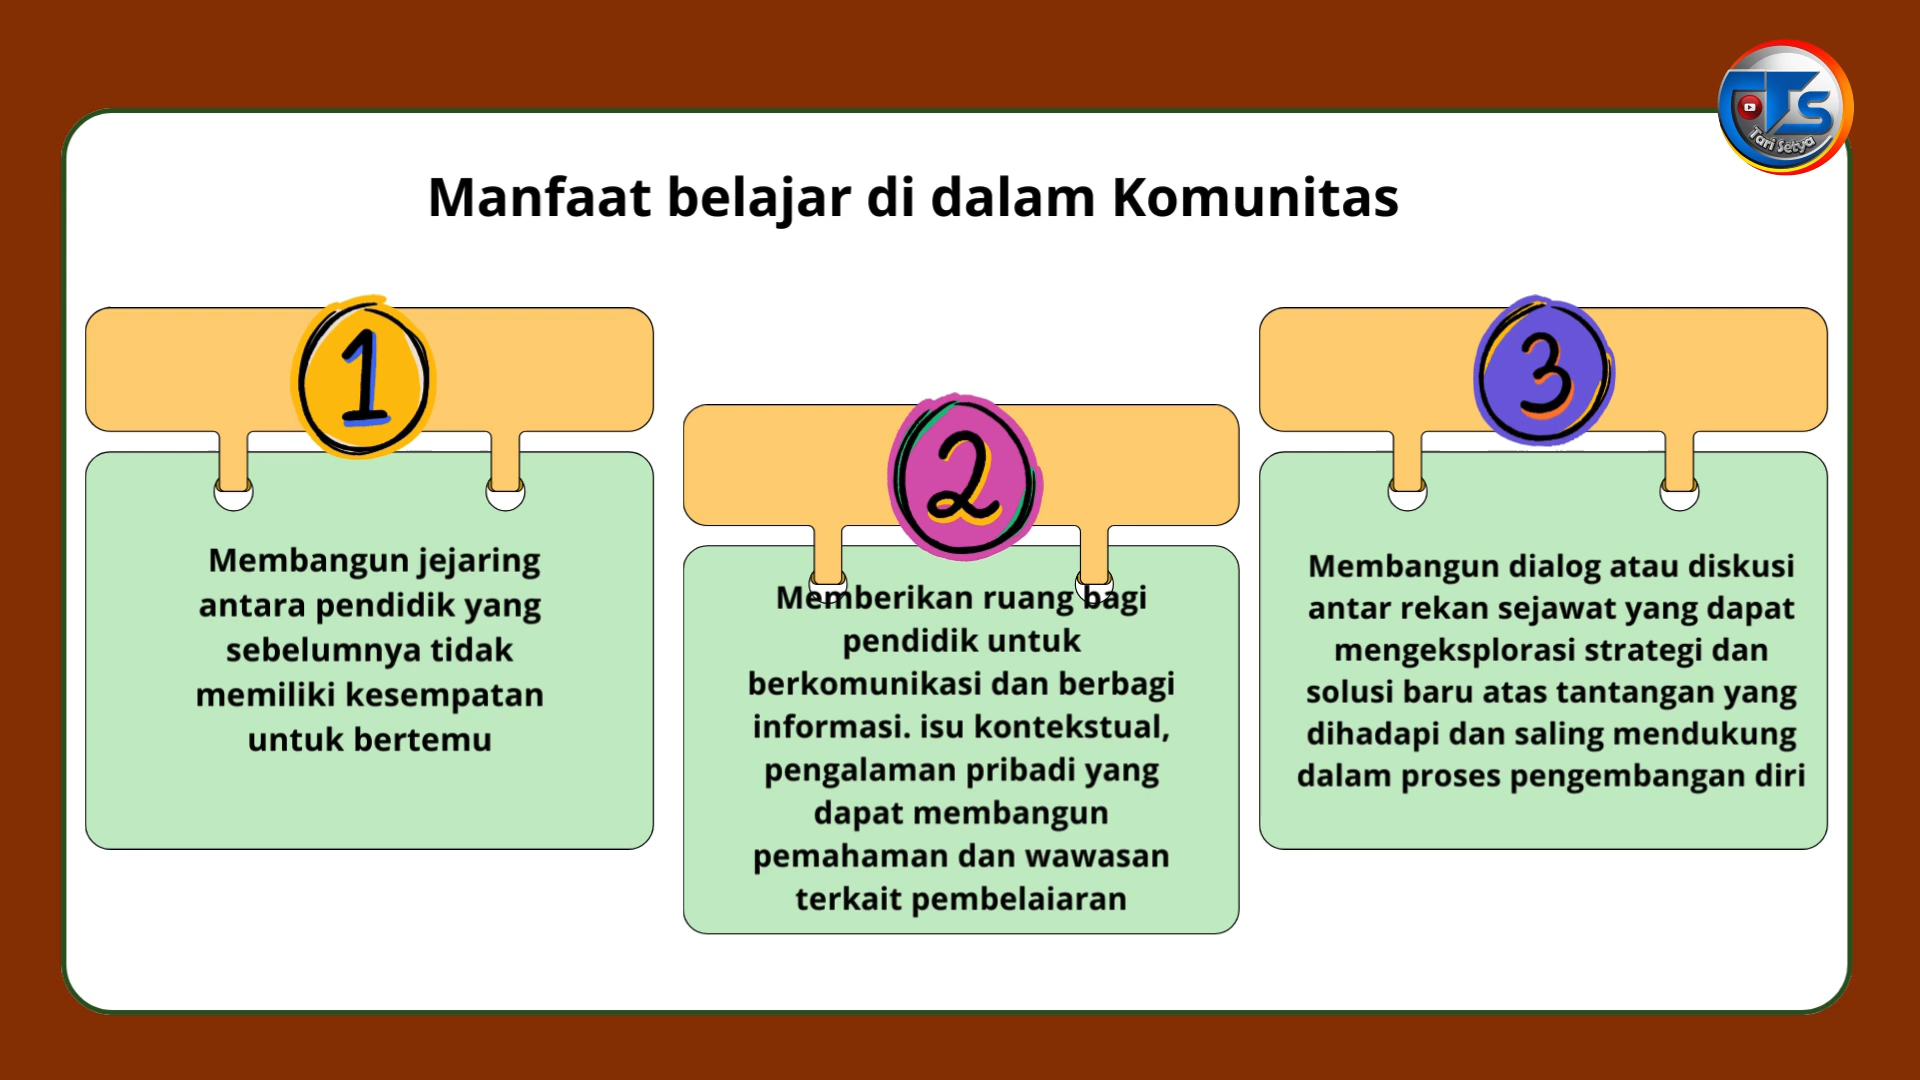 Tari Setya
Manfaat belajar di dalam Komunitas
1
Membangun jejaring
antara pendidik yang
sebelumnya tidak
memiliki kesempatan
untuk bertemu
2
Memberikan ruang bagi
pendidik untuk
berkomunikasi dan berbagi
informasi. isu kontekstual,
pengalaman pribadi yang
dapat membangun
pemahaman dan wawasan
terkait pembelaiaran
3
Membangun dialog atau diskusi
antar rekan sejawat yang dapat
mengeksplorasi strategi dan
solusi baru atas tantangan yang
dihadapi dan saling mendukung
dalam proses pengembangan diri